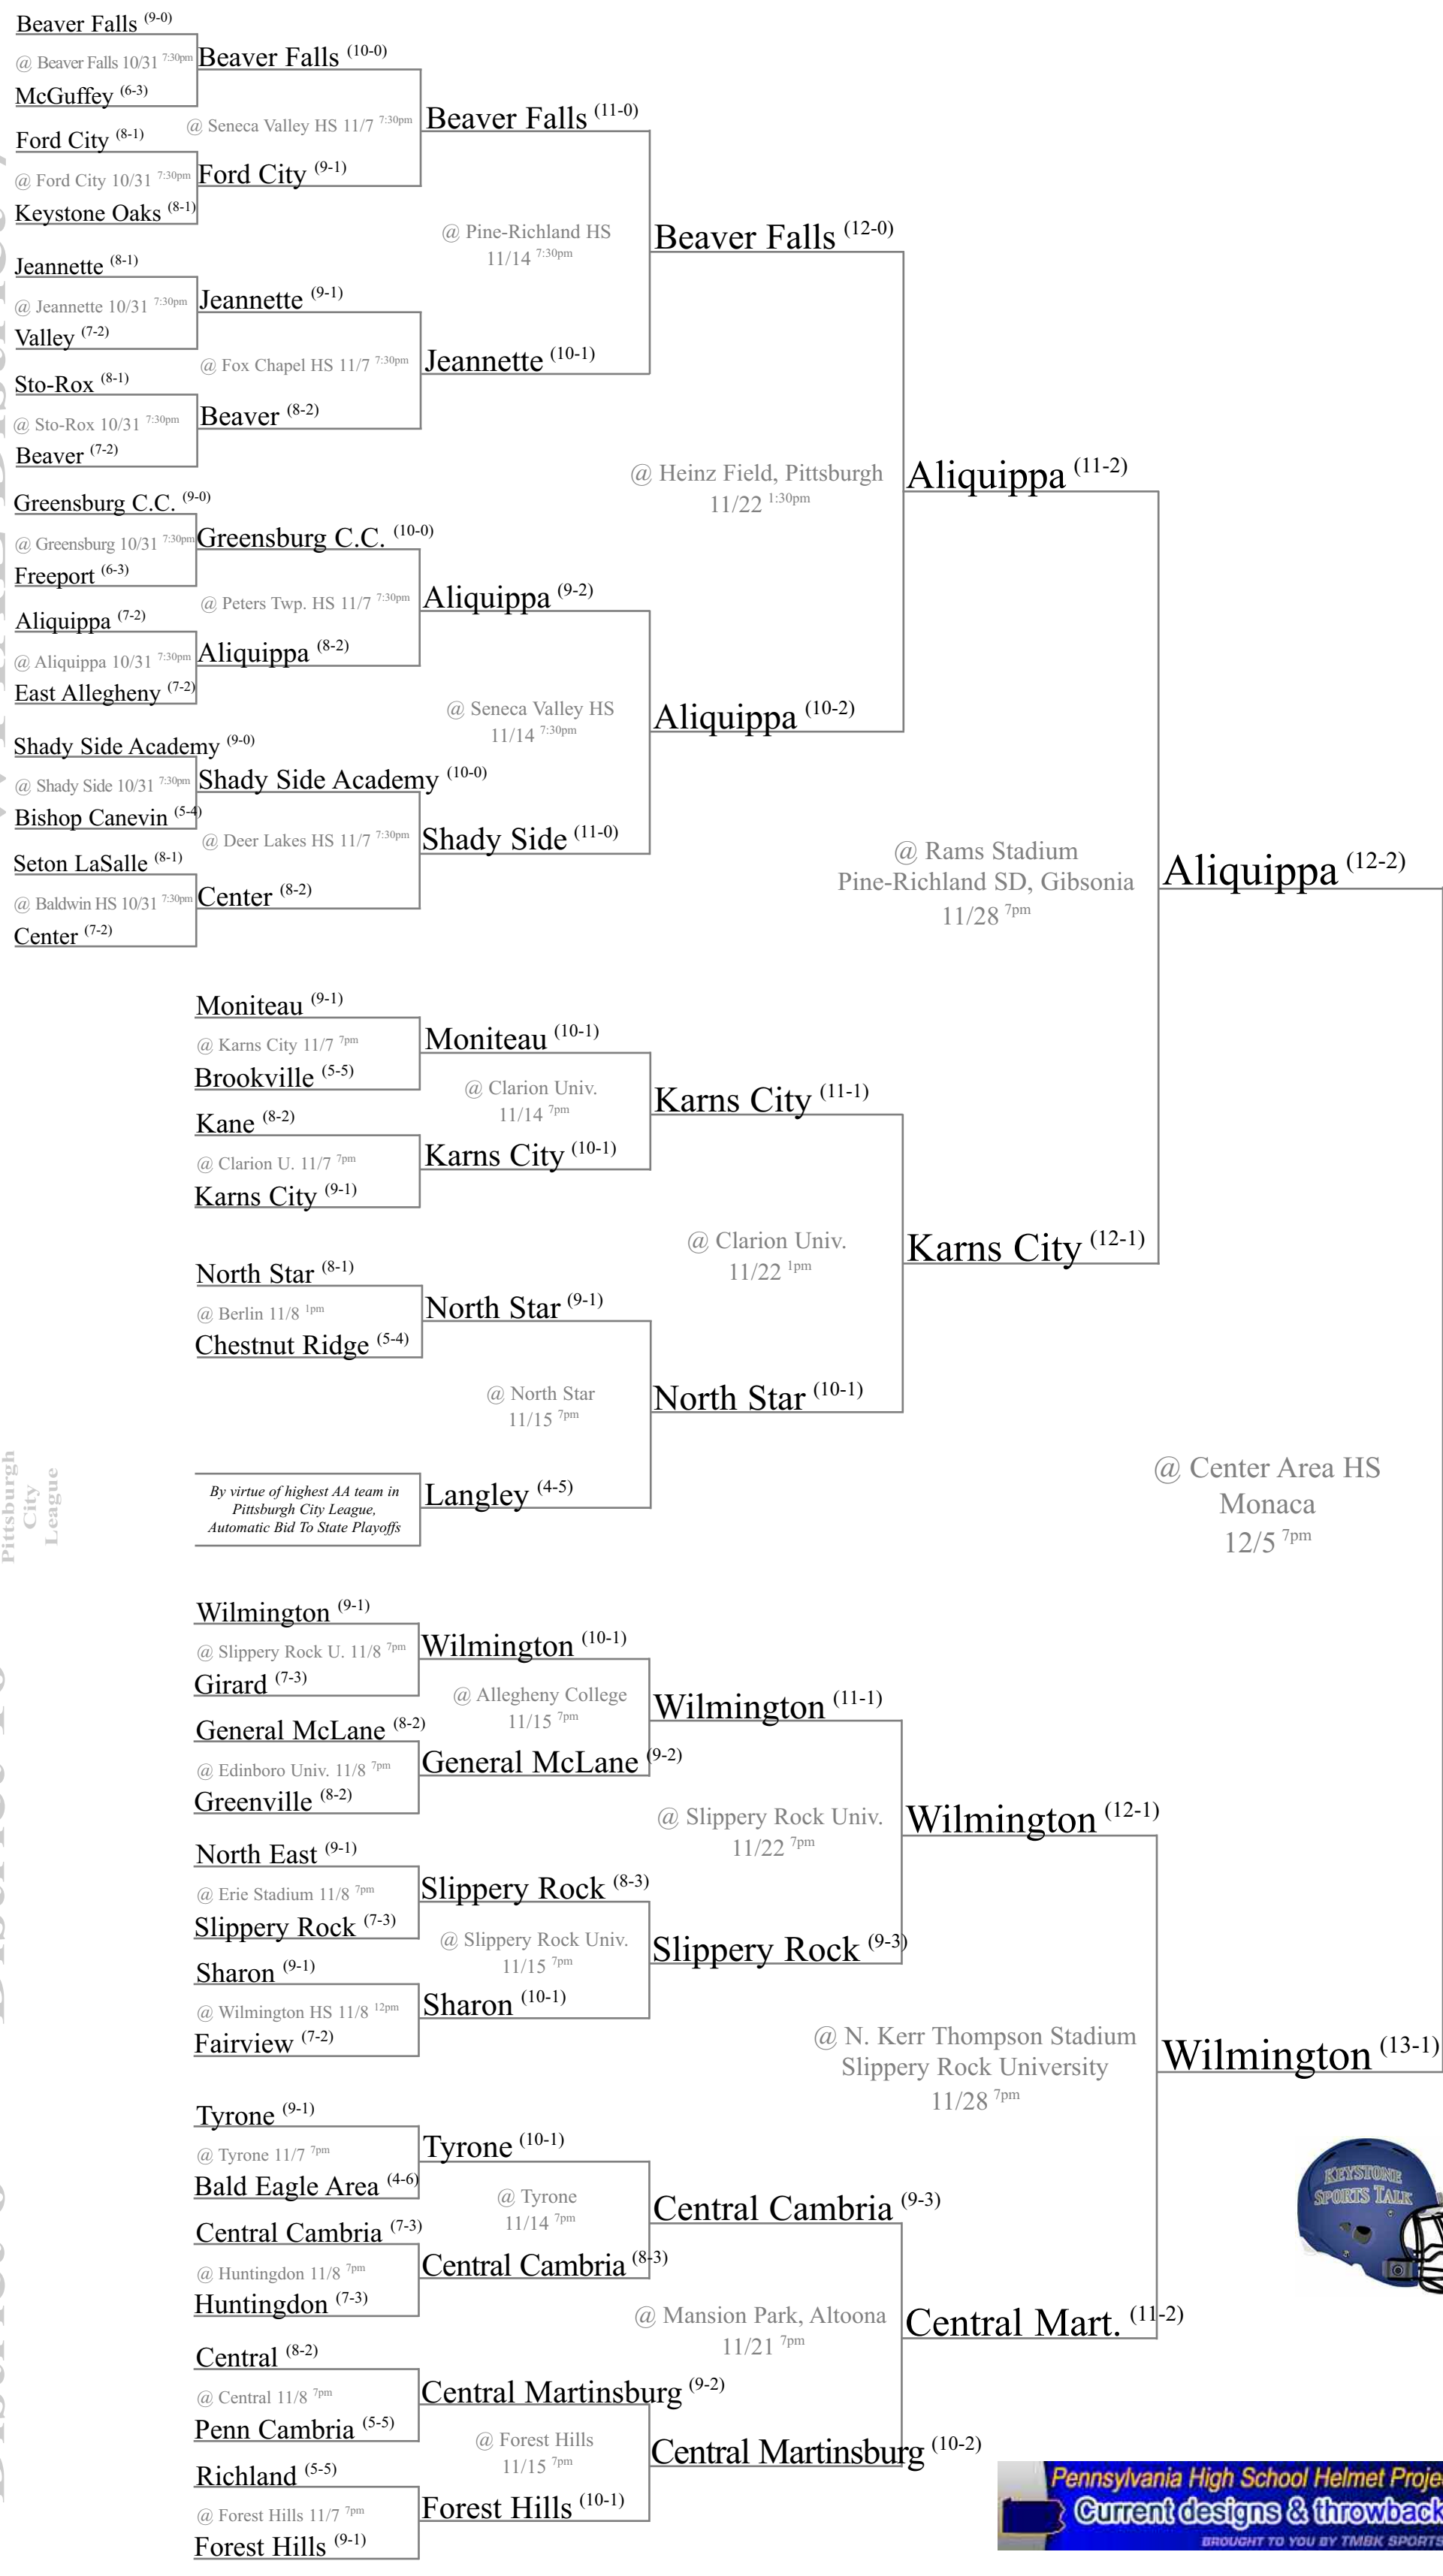 Beaver Falls (9-0)
@ Beaver Falls 10/31 7:30pm
McGuffey (6-3)
Beaver Falls (10-0)
Ford City (8-1)
@ Ford City 10/31 7:30pm
Keystone Oaks (8-1)
Ford City (9-1)
@ Seneca Valley HS 11/7 7:30pm
Beaver Falls (11-0)
Jeannette (8-1)
@ Jeannette 10/31 7:30pm
Valley (7-2)
Jeannette (9-1)
Sto-Rox (8-1)
@ Sto-Rox 10/31 7:30pm
Beaver (7-2)
Beaver (8-2)
@ Fox Chapel HS 11/7 7:30pm
Jeannette (10-1)
@ Pine-Richland HS
11/14 7:30pm
Beaver Falls (12-0)
Greensburg C.C. (9-0)
@ Greensburg 10/31 7:30pm
Freeport (6-3)
Greensburg C.C. (10-0)
Aliquippa (7-2)
@ Aliquippa 10/31 7:30pm
East Allegheny (7-2)
Aliquippa (8-2)
@ Peters Twp. HS 11/7 7:30pm
Aliquippa (9-2)
Shady Side Academy (9-0)
@ Shady Side 10/31 7:30pm
Bishop Canevin (5-4)
Shady Side Academy (10-0)
Seton LaSalle (8-1)
@ Baldwin HS 10/31 7:30pm
Center (7-2)
Center (8-2)
@ Deer Lakes HS 11/7 7:30pm
Shady Side (11-0)
@ Seneca Valley HS
11/14 7:30pm
Aliquippa (10-2)
@ Heinz Field, Pittsburgh
11/22 1:30pm
Aliquippa (11-2)
Moniteau (9-1)
@ Karns City 11/7 7pm
Brookville (5-5)
Moniteau (10-1)
Kane (8-2)
@ Clarion U. 11/7 7pm
Karns City (9-1)
Karns City (10-1)
@ Clarion Univ.
11/14 7pm
Karns City (11-1)
North Star (8-1)
@ Berlin 11/8 1pm
Chestnut Ridge (5-4)
North Star (9-1)
Pittsburgh
City
League
By virtue of highest AA team in
Pittsburgh City League,
Automatic Bid To State Playoffs
Langley (4-5)
@ North Star
11/15 7pm
North Star (10-1)
@ Clarion Univ.
11/22 1pm
Karns City (12-1)
@ Rams Stadium
Pine-Richland SD, Gibsonia
11/28 7pm
Aliquippa (12-2)
@ Center Area HS
Monaca
12/5 7pm
Wilmington (9-1)
@ Slippery Rock U. 11/8 7pm
Girard (7-3)
Wilmington (10-1)
General McLane (8-2)
@ Edinboro Univ. 11/8 7pm
Greenville (8-2)
General McLane (9-2)
@ Allegheny College
11/15 7pm
Wilmington (11-1)
North East (9-1)
@ Erie Stadium 11/8 7pm
Slippery Rock (7-3)
Slippery Rock (8-3)
Sharon (9-1)
@ Wilmington HS 11/8 12pm
Fairview (7-2)
Sharon (10-1)
@ Slippery Rock Univ.
11/15 7pm
Slippery Rock (9-3)
@ Slippery Rock Univ.
11/22 7pm
Wilmington (12-1)
Tyrone (9-1)
@ Tyrone 11/7 7pm
Bald Eagle Area (4-6)
Tyrone (10-1)
Central Cambria (7-3)
@ Huntingdon 11/8 7pm
Huntingdon (7-3)
Central Cambria (8-3)
@ Tyrone
11/14 7pm
Central Cambria (9-3)
Central (8-2)
@ Central 11/8 7pm
Penn Cambria (5-5)
Central Martinsburg (9-2)
Richland (5-5)
@ Forest Hills 11/7 7pm
Forest Hills (9-1)
Forest Hills (10-1)
@ Forest Hills
11/15 7pm
Central Martinsburg (10-2)
@ Mansion Park, Altoona
11/21 7pm
Central Mart. (11-2)
@ N. Kerr Thompson Stadium
Slippery Rock University
11/28 7pm
Wilmington (13-1)
KEYSTONE
SPORTS TALK
Pennsylvania High School Helmet Proje
Current designs & throwback
BROUGHT TO YOU BY TMBK SPORTS